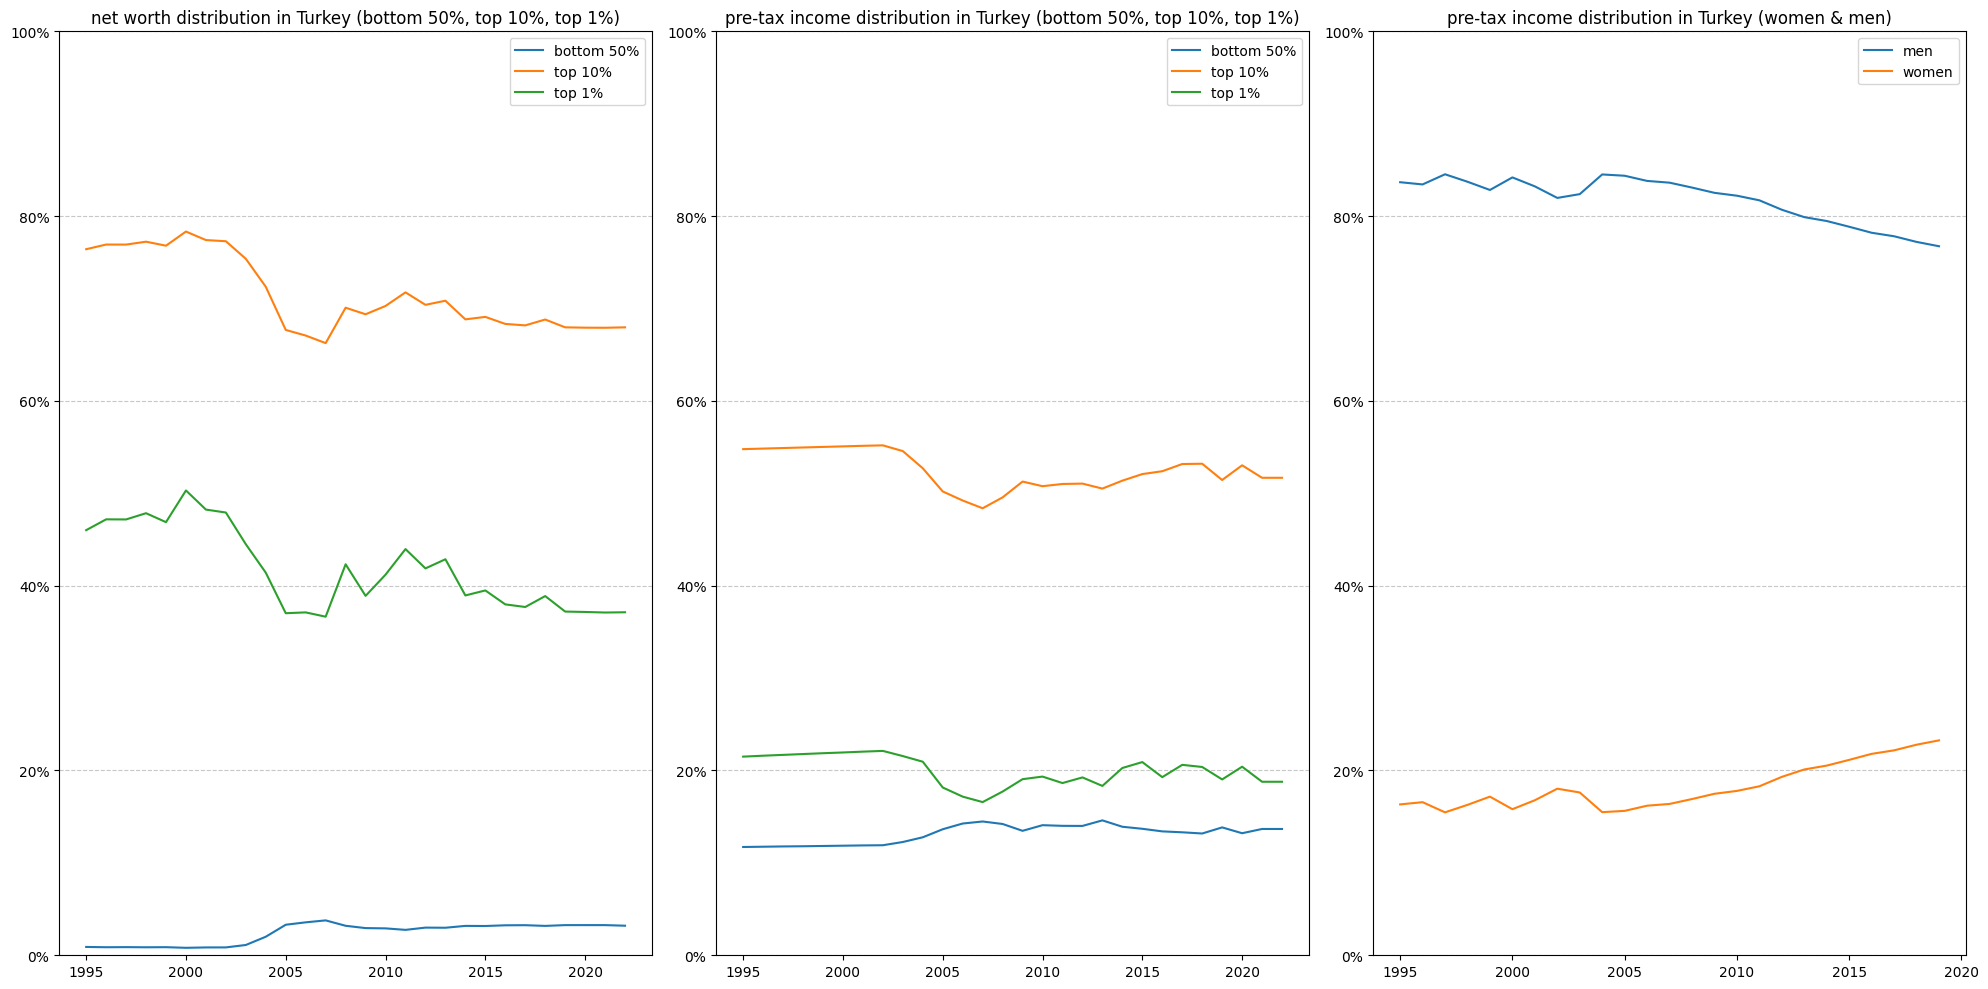 net worth distribution in Turkey (bottom 50%, top 10%, top 1%)
100%
80%
60%
40%
20%
0%
1995 2000 2005 2010 2015 2020
bottom 50%
top 10%
top 1%
pre-tax income distribution in Turkey (bottom 50%, top 10%, top 1%)
100%
80%
60%
40%
20%
0%
1995 2000 2005 2010 2015 2020
bottom 50%
top 10%
top 1%
pre-tax income distribution in Turkey (women & men)
100%
80%
60%
40%
20%
0%
1995 2000 2005 2010 2015 2020
men
women